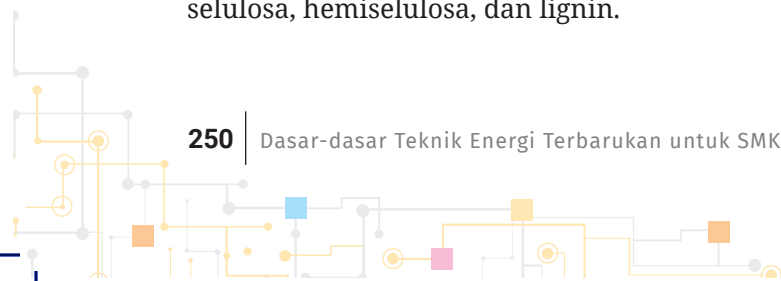 selulosa, hemiselulosa, dan lignin.
250 Dasar-dasar Teknik Energi Terbarukan untuk SMK